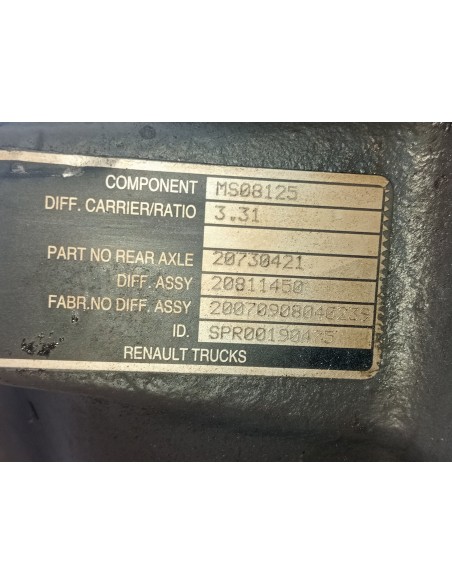 COMPONENT MS08125
DIFF. CARRIER/RATIO 3.31
PART NO REAR AXLE 20730421
DIFF. ASSY 20811450
FABR.NO DIFF. ASSY
ID.
RENAULT TRUCKS